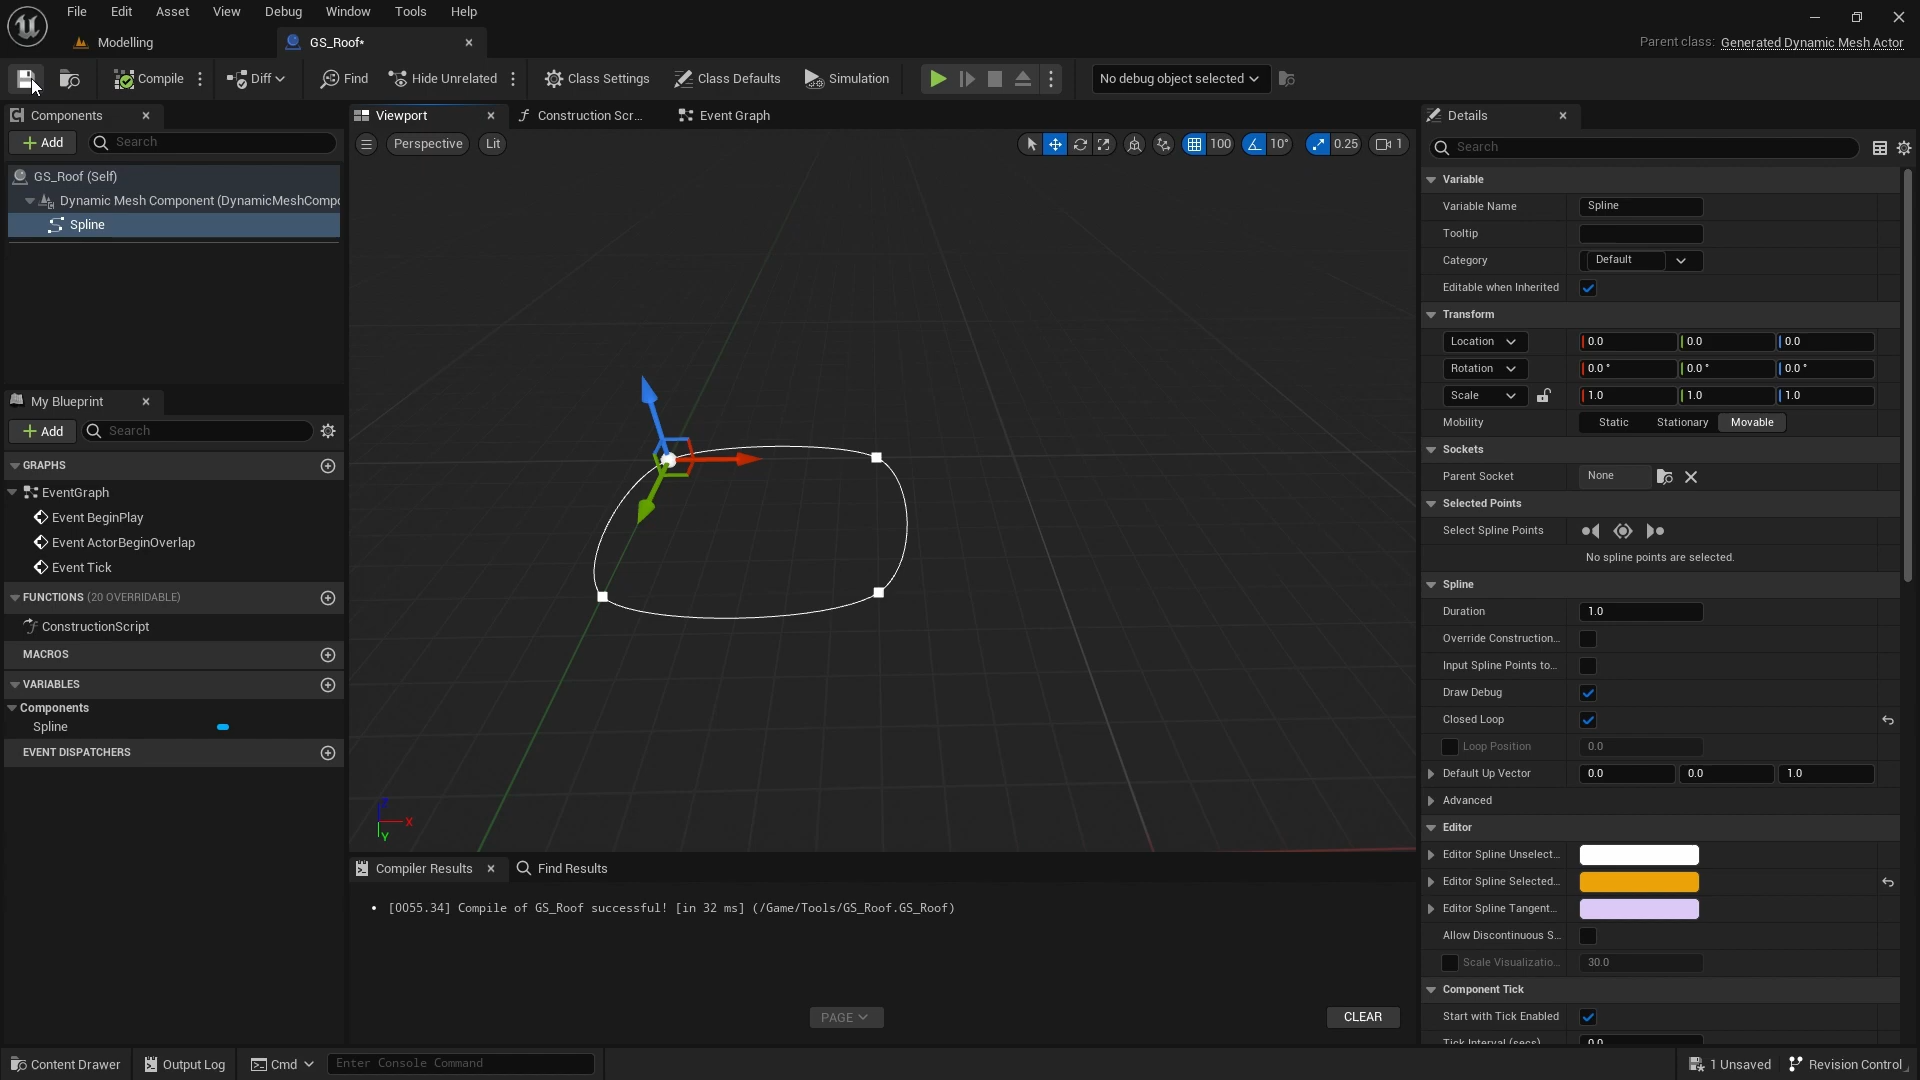 File Edit Asset View Debug Window Tools Help
Modelling
GS_Roof*
Parent class: Generated Dynamic Mesh Actor
Compile
Diff
Find
Hide Unrelated
Class Settings
Class Defaults
Simulation
No debug object selected
Components
Add
Search
GS_Roof (Self)
Dynamic Mesh Component (DynamicMeshCompo
Spline
My Blueprint
Add
Search
GRAPHS
EventGraph
Event BeginPlay
Event ActorBeginOverlap
Event Tick
FUNCTIONS (20 OVERRIDABLE)
ConstructionScript
MACROS
VARIABLES
Components
Spline
EVENT DISPATCHERS
Viewport
Construction Scr...
Event Graph
Perspective
Lit
100
10°
0.25
1
Z
X
Y
Compiler Results
Find Results
[0055.34] Compile of GS_Roof successful! [in 32 ms] (/Game/Tools/GS_Roof.GS_Roof)
PAGE
CLEAR
Details
Search
Variable
Variable Name Spline
Tooltip
Category Default
Editable when Inherited
Transform
Location 0.0 0.0 0.0
Rotation 0.0 ° 0.0 ° 0.0 °
Scale 1.0 1.0 1.0
Mobility Static Stationary Movable
Sockets
Parent Socket None
Selected Points
Select Spline Points
No spline points are selected.
Spline
Duration 1.0
Override Construction...
Input Spline Points to...
Draw Debug
Closed Loop
Loop Position 0.0
Default Up Vector 0.0 0.0 1.0
Advanced
Editor
Editor Spline Unselect...
Editor Spline Selected...
Editor Spline Tangent...
Allow Discontinuous S...
Scale Visualizatio... 30.0
Component Tick
Start with Tick Enabled
Tick Interval (secs) 0.0
Content Drawer
Output Log
Cmd
Enter Console Command
1 Unsaved
Revision Control